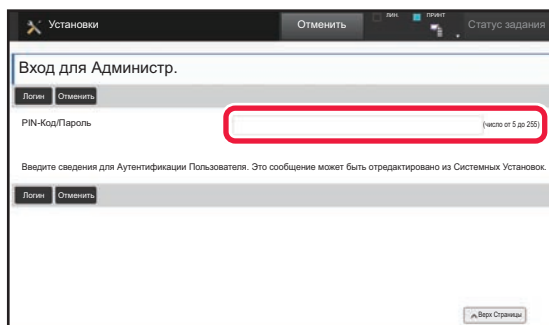 Установки
Отменить
ЛИН.
ПРИНТ
Статус задания
Вход для Администр.
Логин
Отменить
PIN-Код/Пароль
(число от 5 до 255)
Введите сведения для Аутентификации Пользователя. Это сообщение может быть отредактировано из Системных Установок.
Логин
Отменить
Верх Страницы